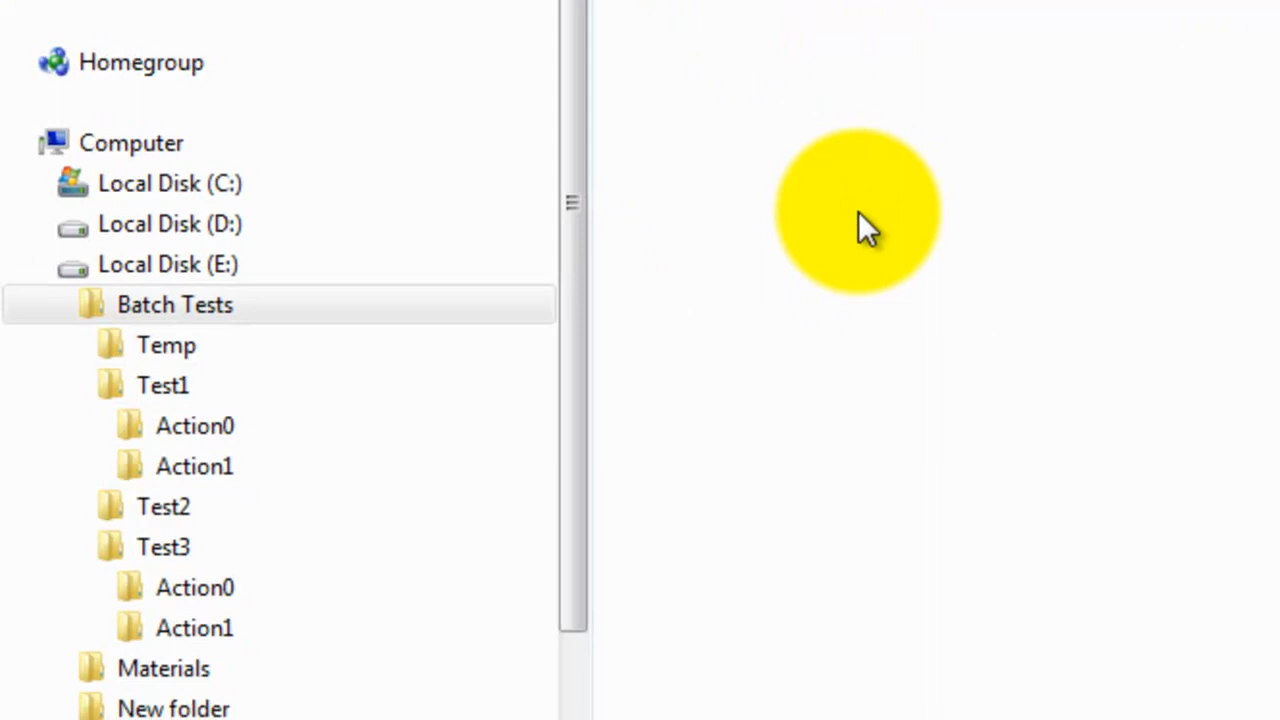 Homegroup
Computer
Local Disk (C:)
Local Disk (D:)
Local Disk (E:)
Batch Tests
Temp
Test1
Action0
Action1
Test2
Test3
Action0
Action1
Materials
New folder